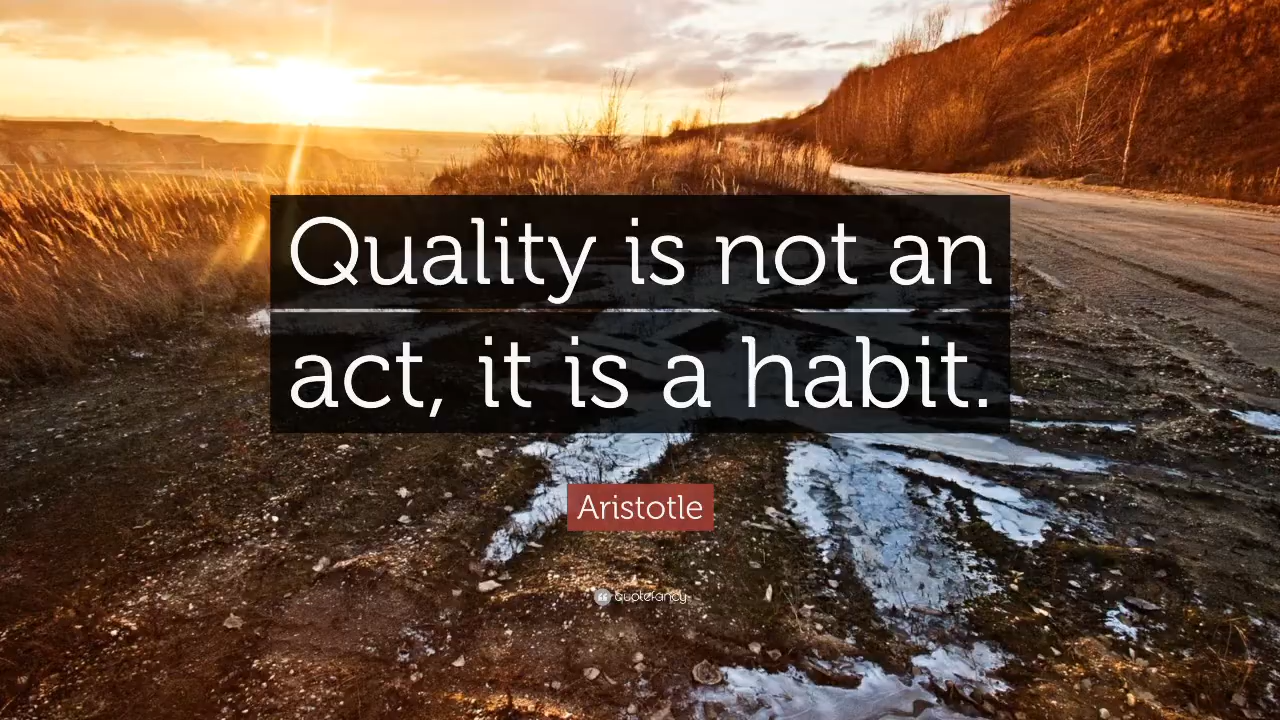 Quality is not an
act, it is a habit.
Aristotle
quotefancy